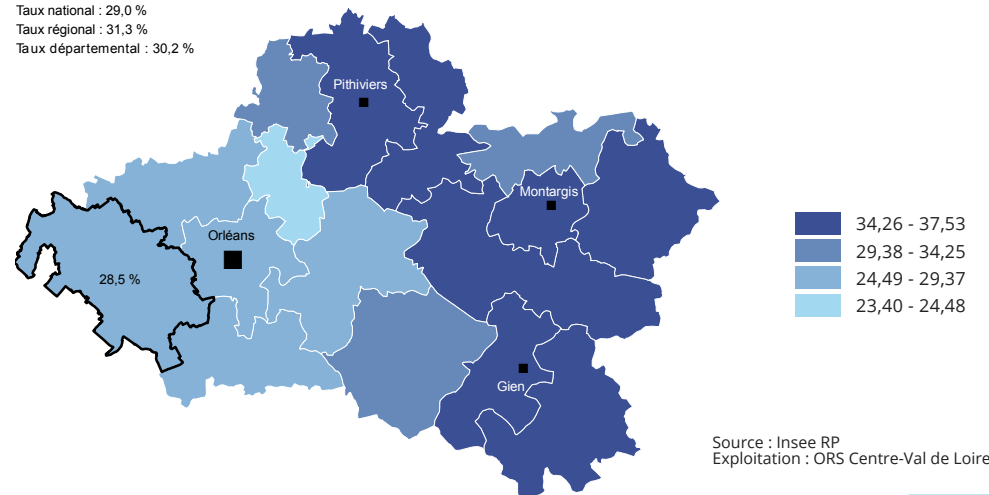 Taux national : 29,0 %
Taux régional : 31,3 %
Taux départemental : 30,2 %
Pithiviers
Montargis
Orléans
28,5 %
Gien
34,26 - 37,53
29,38 - 34,25
24,49 - 29,37
23,40 - 24,48
Source : Insee RP
Exploitation : ORS Centre-Val de Loire